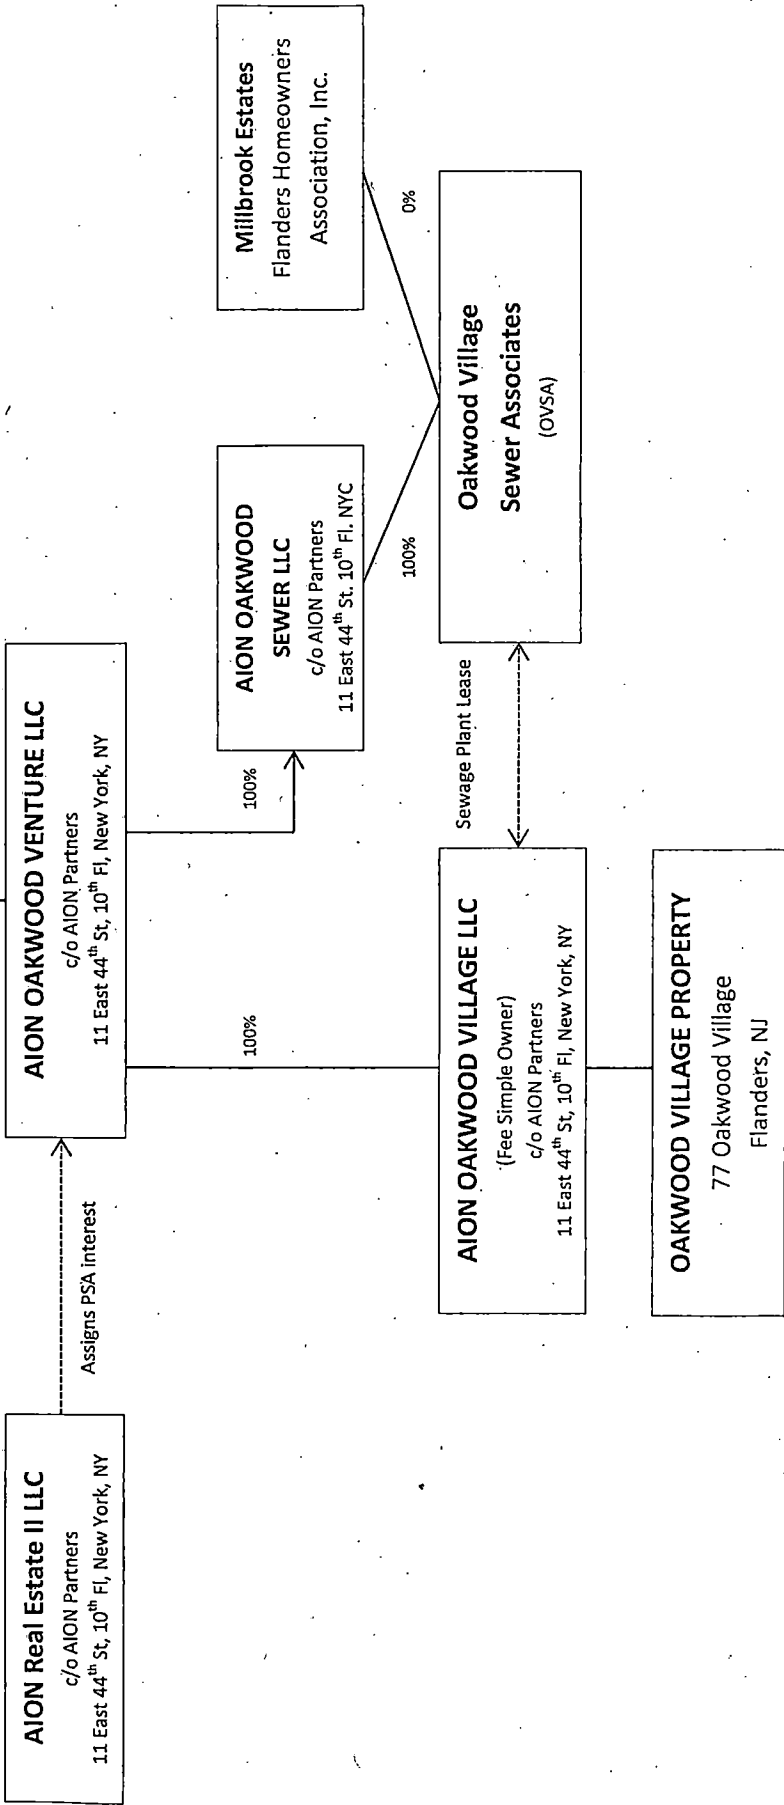 AION Real Estate II LLC
c/o AION Partners
11 East 44th St, 10th Fl, New York, NY
Assigns PSA interest
AION OAKWOOD VENTURE LLC
c/o AION Partners
11 East 44th St, 10th Fl, New York, NY
100%
100%
AION OAKWOOD
SEWER LLC
c/o AION Partners
11 East 44th St. 10th Fl. NYC
Millbrook Estates
Flanders Homeowners
Association, Inc.
100%
0%
AION OAKWOOD VILLAGE LLC
(Fee Simple Owner)
c/o AION Partners
11 East 44th St, 10th Fl, New York, NY
Sewage Plant Lease
Oakwood Village
Sewer Associates
(OVSA)
OAKWOOD VILLAGE PROPERTY
77 Oakwood Village
Flanders, NJ